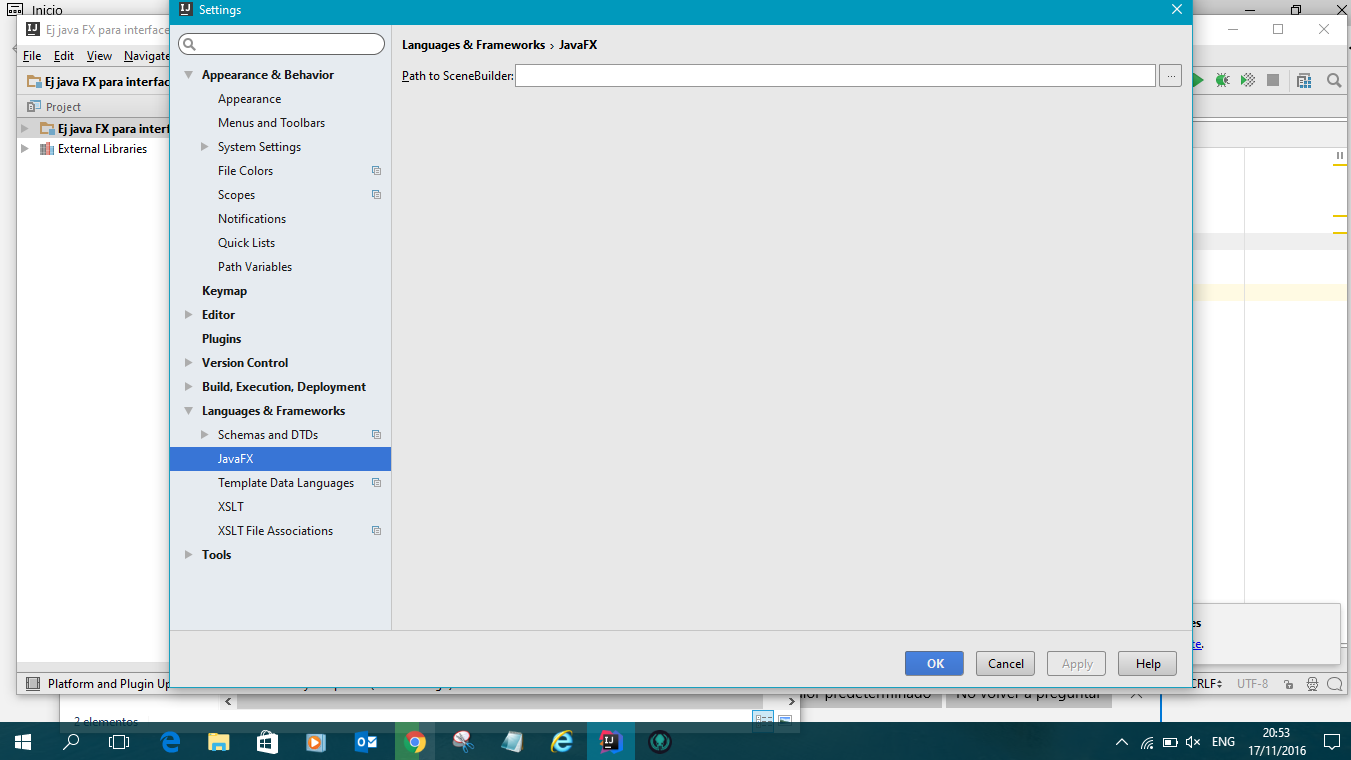 Inicio
Settings
Ej java FX para interface
File Edit View Navigate
Ej java FX para interfac
Project
Ej java FX para interf
External Libraries
Appearance & Behavior
Appearance
Menus and Toolbars
System Settings
File Colors
Scopes
Notifications
Quick Lists
Path Variables
Keymap
Editor
Plugins
Version Control
Build, Execution, Deployment
Languages & Frameworks
Schemas and DTDs
JavaFX
Template Data Languages
XSLT
XSLT File Associations
Tools
Languages & Frameworks › JavaFX
Path to SceneBuilder:
...
OK Cancel Apply Help
es
te.
Platform and Plugin Up
CRLF UTF-8
predeterminado No volver a preguntar
2 elementos
ENG
20:53
17/11/2016